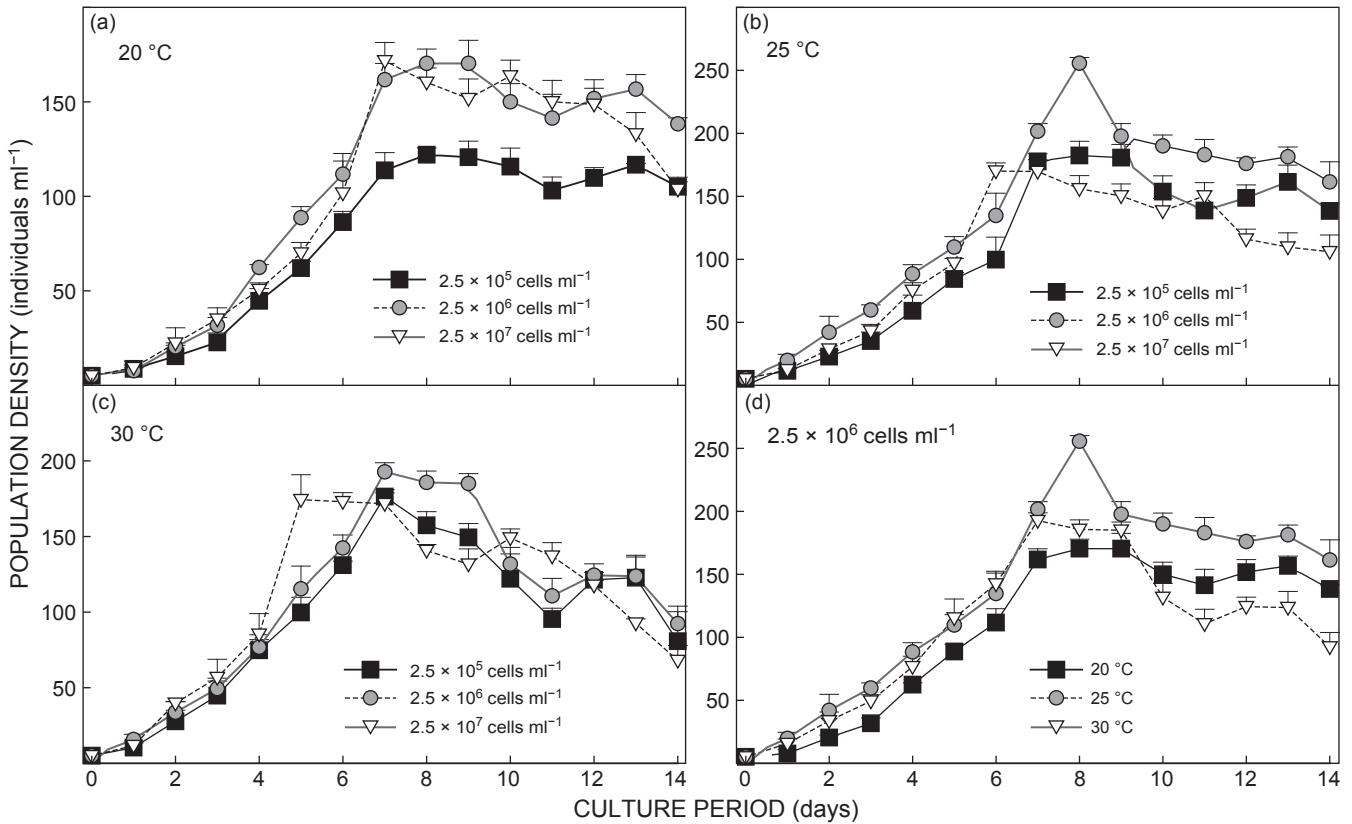 (a)
20 °C
150
100
50
2.5 × 10⁵ cells ml⁻¹
2.5 × 10⁶ cells ml⁻¹
2.5 × 10⁷ cells ml⁻¹
(b)
25 °C
250
200
150
100
50
2.5 × 10⁵ cells ml⁻¹
2.5 × 10⁶ cells ml⁻¹
2.5 × 10⁷ cells ml⁻¹
POPULATION DENSITY (individuals ml⁻¹)
(c)
30 °C
200
150
100
50
2.5 × 10⁵ cells ml⁻¹
2.5 × 10⁶ cells ml⁻¹
2.5 × 10⁷ cells ml⁻¹
0 2 4 6 8 10 12 14
(d)
2.5 × 10⁶ cells ml⁻¹
250
200
150
100
50
20 °C
25 °C
30 °C
0 2 4 6 8 10 12 14
CULTURE PERIOD (days)